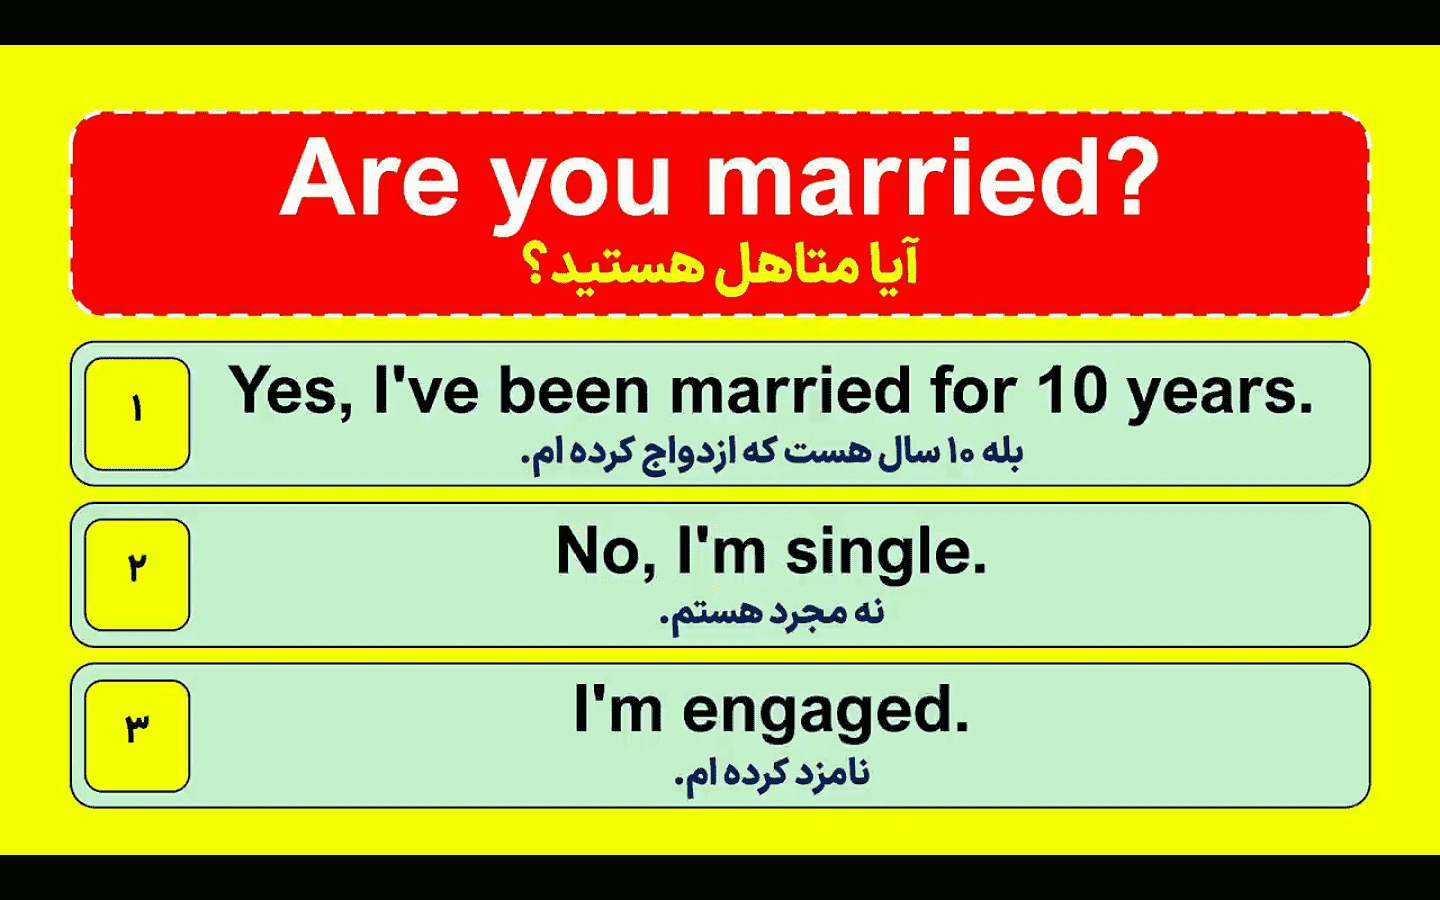 Are you married?
آیا متاهل هستید؟
۱
Yes, I've been married for 10 years.
بله ۱۰ سال هست که ازدواج کرده ام.
۲
No, I'm single.
نه مجرد هستم.
۳
I'm engaged.
نامزد کرده ام.